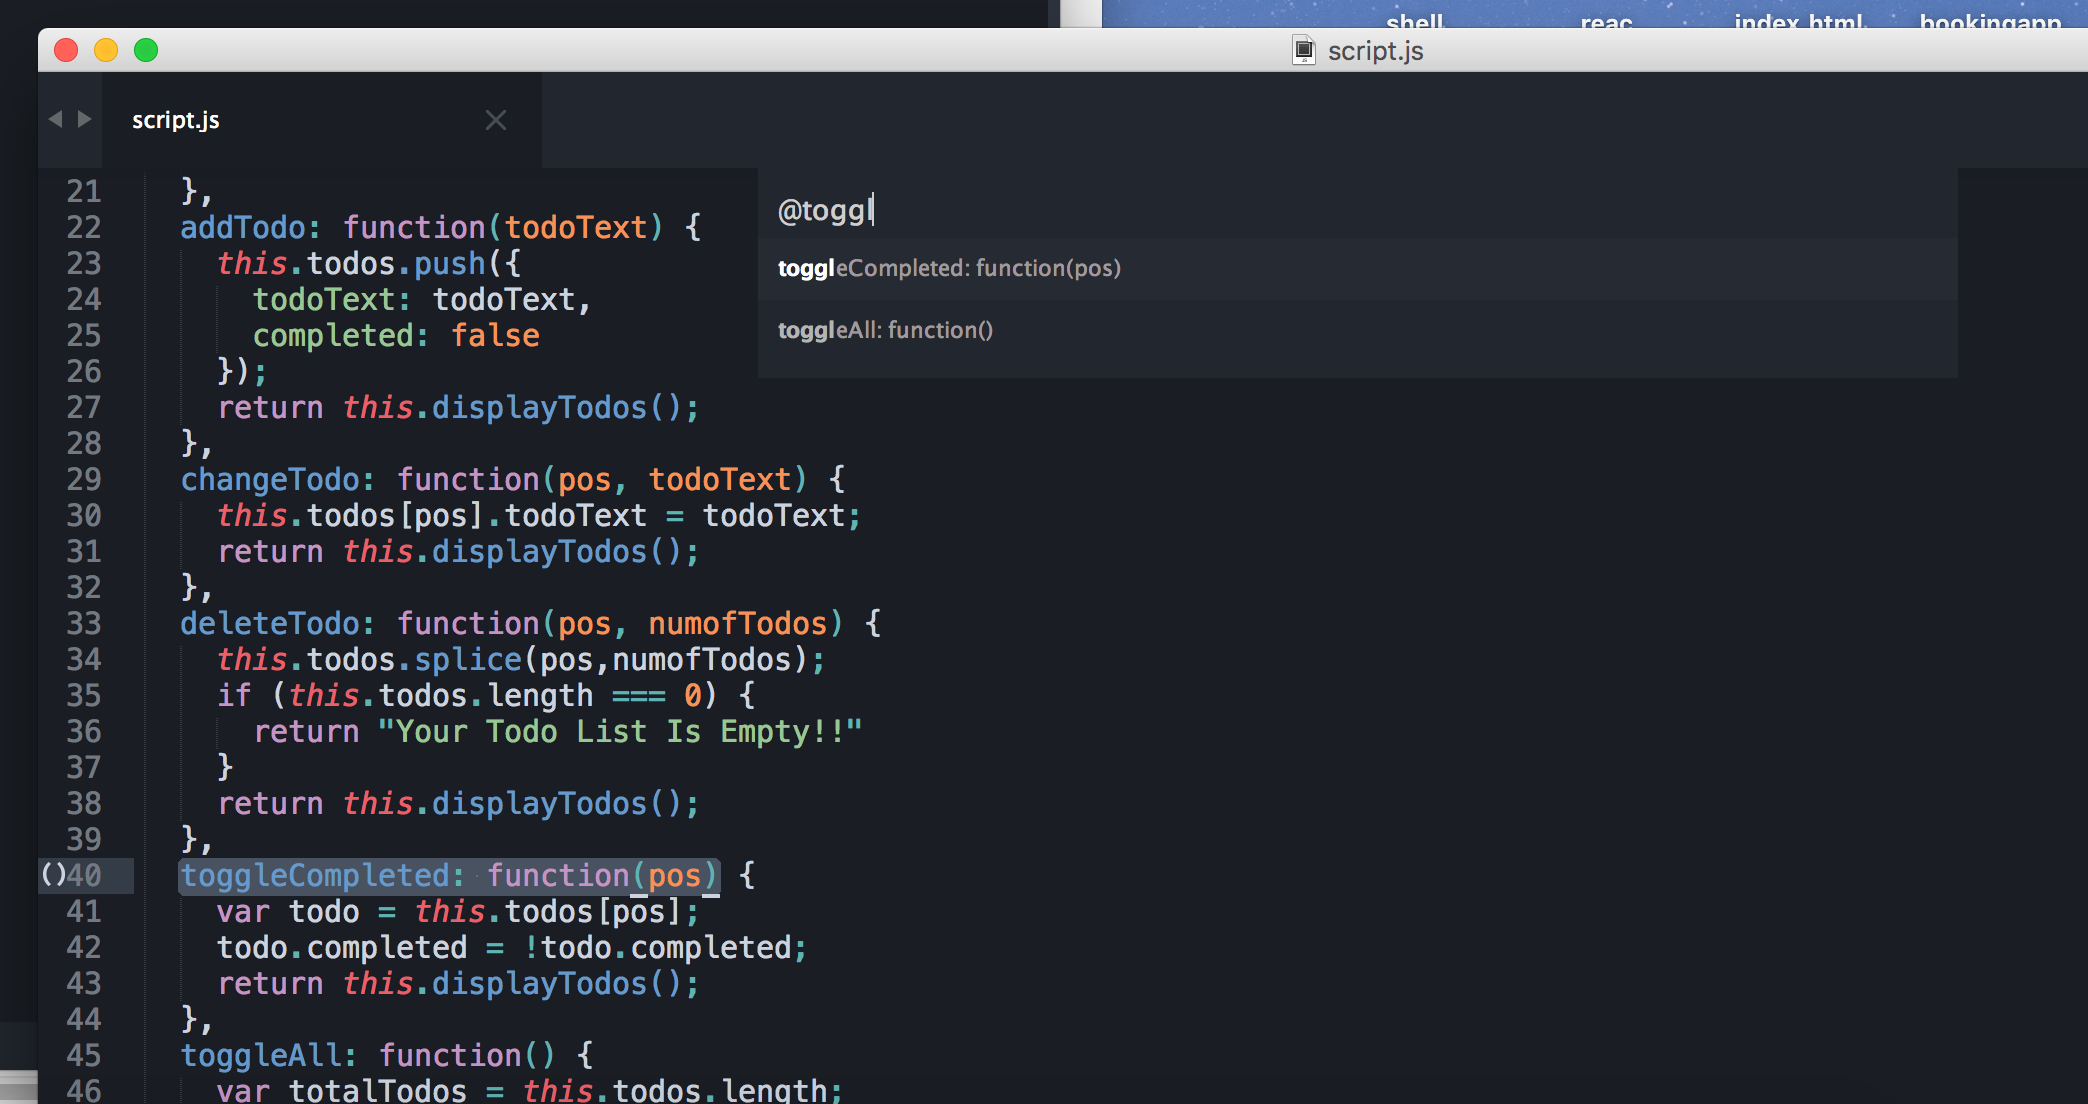 shell reac index.html bookingapp
script.js
script.js
@toggl
toggleCompleted: function(pos)
toggleAll: function()
21 },
22 addTodo: function(todoText) {
23 this.todos.push({
24 todoText: todoText,
25 completed: false
26 });
27 return this.displayTodos();
28 },
29 changeTodo: function(pos, todoText) {
30 this.todos[pos].todoText = todoText;
31 return this.displayTodos();
32 },
33 deleteTodo: function(pos, numofTodos) {
34 this.todos.splice(pos,numofTodos);
35 if (this.todos.length === 0) {
36 return "Your Todo List Is Empty!!"
37 }
38 return this.displayTodos();
39 },
()40 toggleCompleted: function(pos) {
41 var todo = this.todos[pos];
42 todo.completed = !todo.completed;
43 return this.displayTodos();
44 },
45 toggleAll: function() {
46 var totalTodos = this.todos.length;